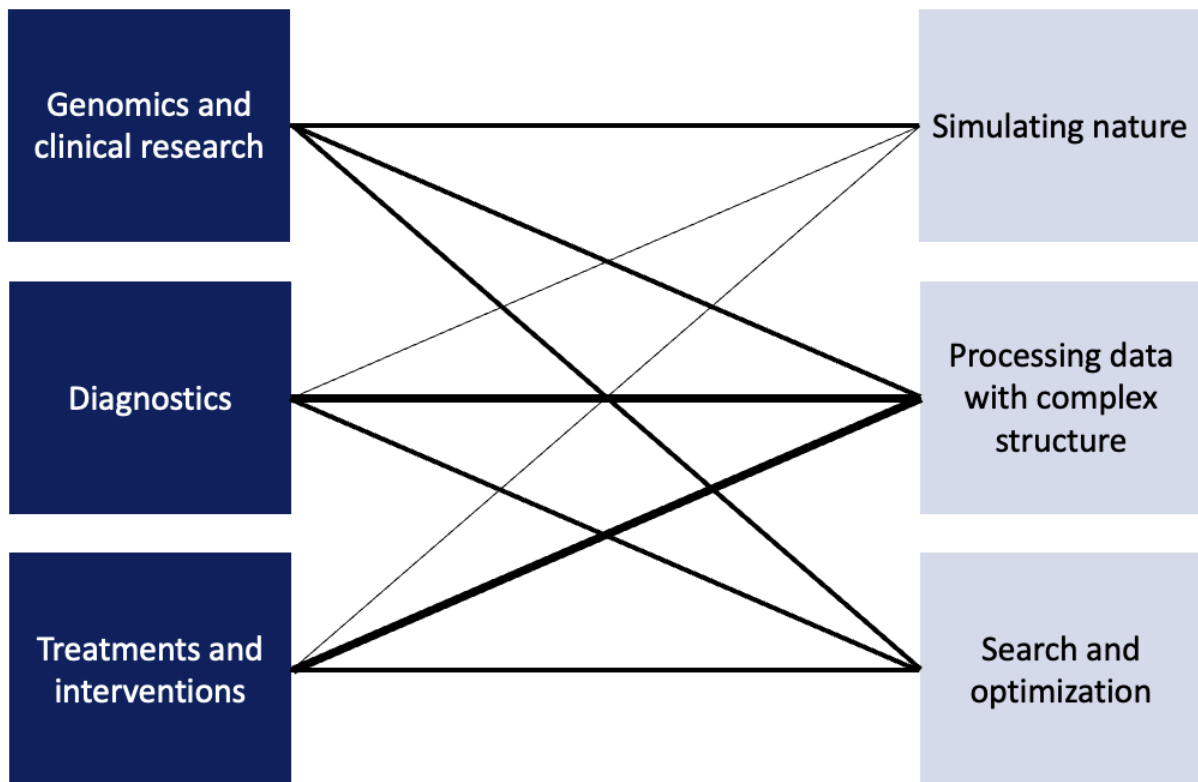 Genomics and
clinical research
Simulating nature
Diagnostics
Processing data
with complex
structure
Treatments and
interventions
Search and
optimization